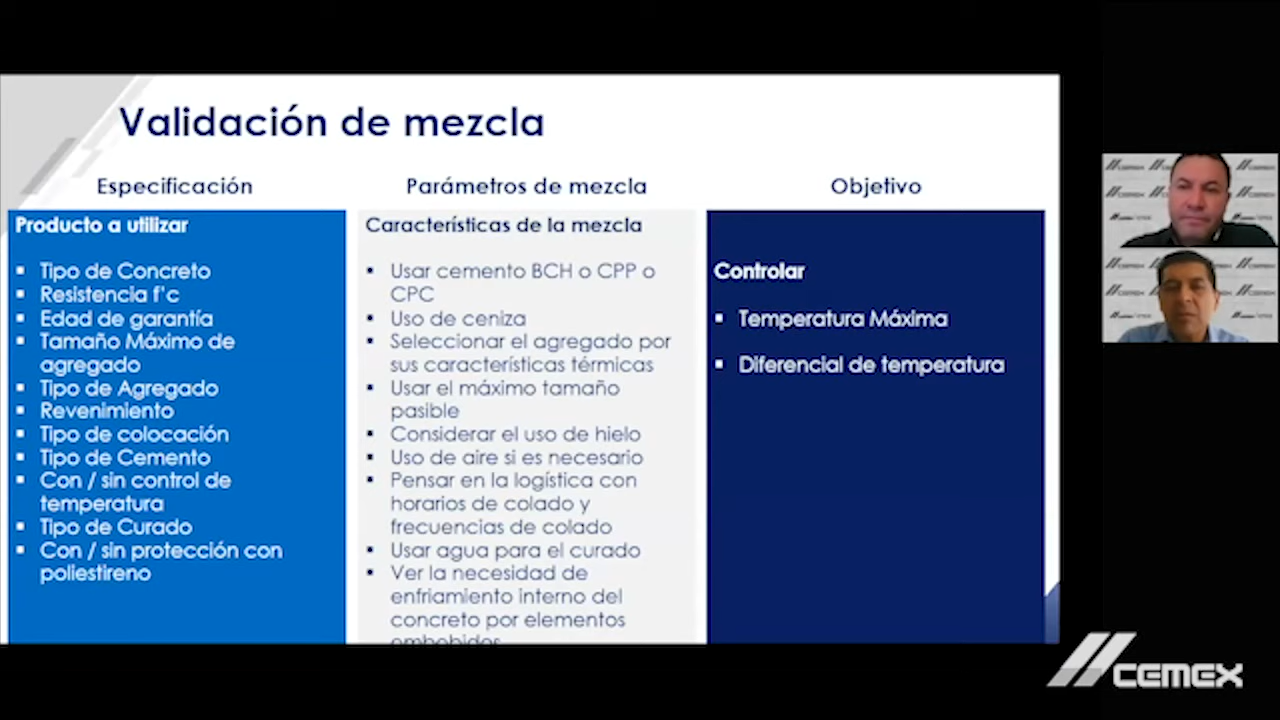 Validación de mezcla
Especificación
Producto a utilizar
▪ Tipo de Concreto
▪ Resistencia f'c
▪ Edad de garantía
▪ Tamaño Máximo de
agregado
▪ Tipo de Agregado
▪ Revenimiento
▪ Tipo de colocación
▪ Tipo de Cemento
▪ Con / sin control de
temperatura
▪ Tipo de Curado
▪ Con / sin protección con
poliestireno
Parámetros de mezcla
Características de la mezcla
▪ Usar cemento BCH o CPP o
CPC
▪ Uso de ceniza
▪ Seleccionar el agregado por
sus características térmicas
▪ Usar el máximo tamaño
pasible
▪ Considerar el uso de hielo
▪ Uso de aire si es necesario
▪ Pensar en la logística con
horarios de colado y
frecuencias de colado
▪ Usar agua para el curado
▪ Ver la necesidad de
enfriamiento interno del
concreto por elementos
embebidos
Objetivo
Controlar
▪ Temperatura Máxima
▪ Diferencial de temperatura
CEMEX